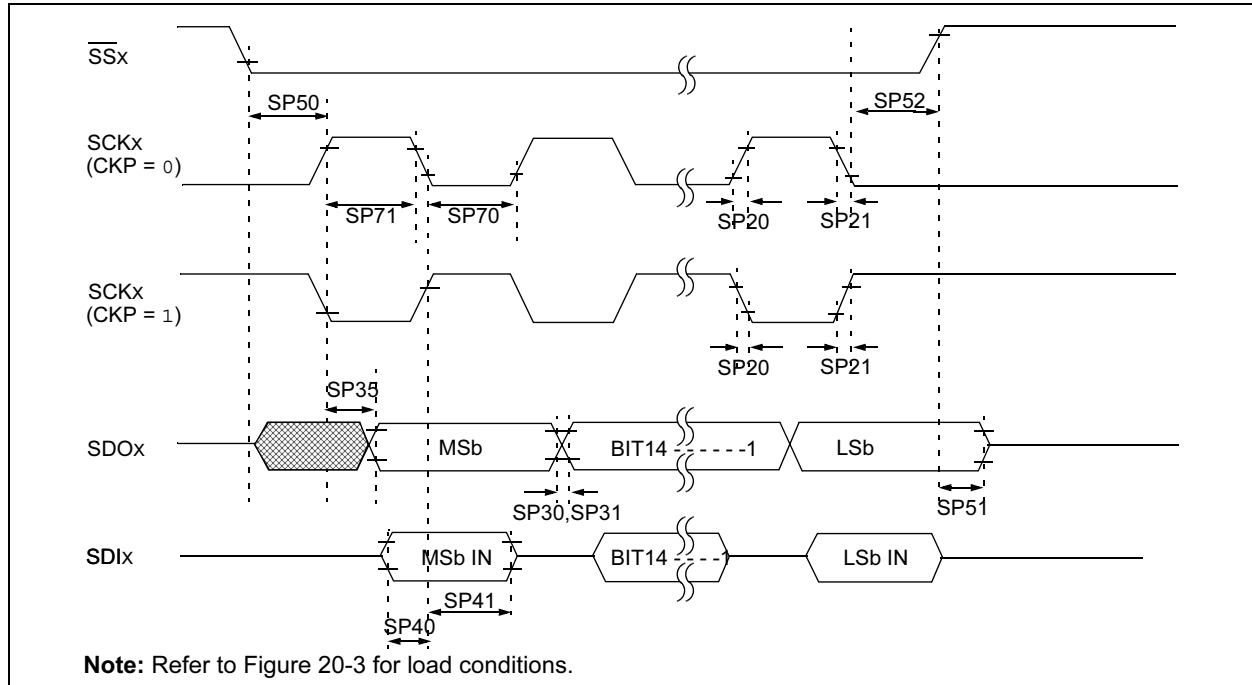 SSx
SP50
SP52
SCKx
(CKP = 0)
SP71
SP70
SP20
SP21
SCKx
(CKP = 1)
SP20
SP21
SP35
SDOx
MSb
BIT14 - - - - - -1
LSb
SP30,SP31
SP51
SDIx
MSb IN
BIT14 - - - -1
LSb IN
SP41
SP40
Note: Refer to Figure 20-3 for load conditions.